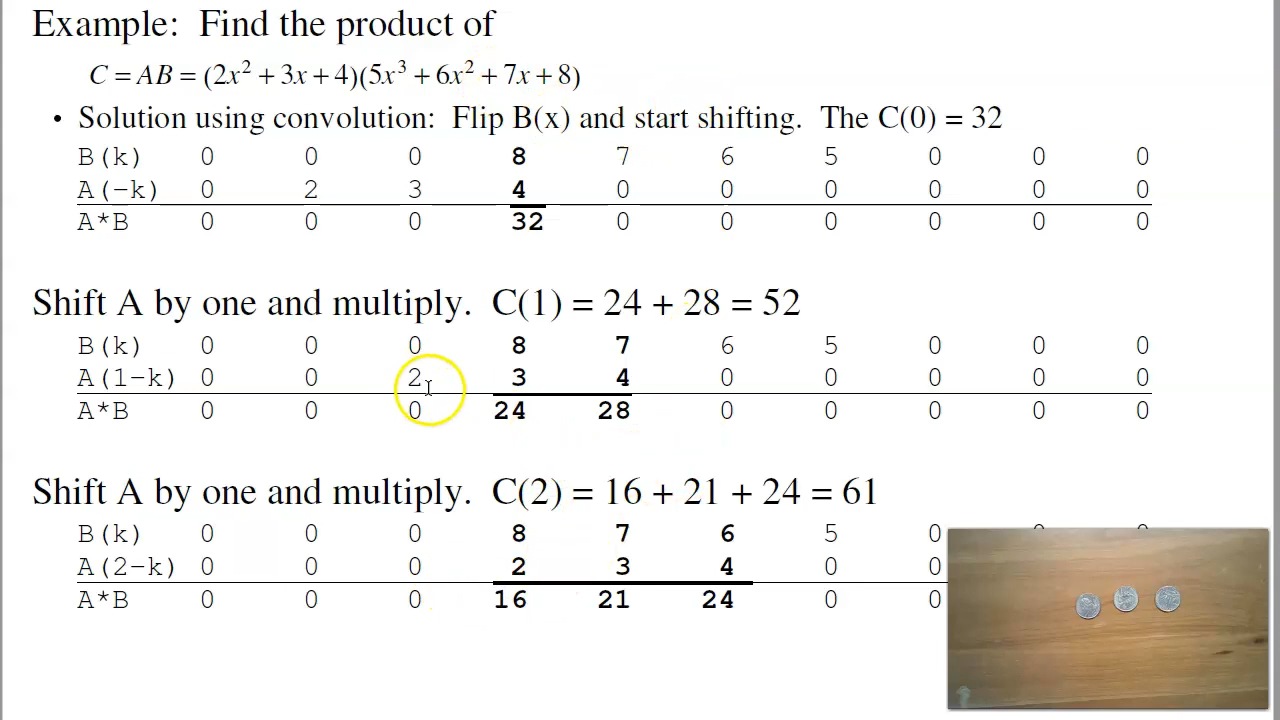 Example: Find the product of
C = AB = (2x² + 3x + 4)(5x³ + 6x² + 7x + 8)
• Solution using convolution: Flip B(x) and start shifting. The C(0) = 32
B(k) 0 0 0 8 7 6 5 0 0 0
A(-k) 0 2 3 4 0 0 0 0 0 0
A*B 0 0 0 32 0 0 0 0 0 0
Shift A by one and multiply. C(1) = 24 + 28 = 52
B(k) 0 0 0 8 7 6 5 0 0 0
A(1-k) 0 0 2 3 4 0 0 0 0 0
A*B 0 0 0 24 28 0 0 0 0 0
Shift A by one and multiply. C(2) = 16 + 21 + 24 = 61
B(k) 0 0 0 8 7 6 5 0
A(2-k) 0 0 0 2 3 4 0 0
A*B 0 0 0 16 21 24 0 0